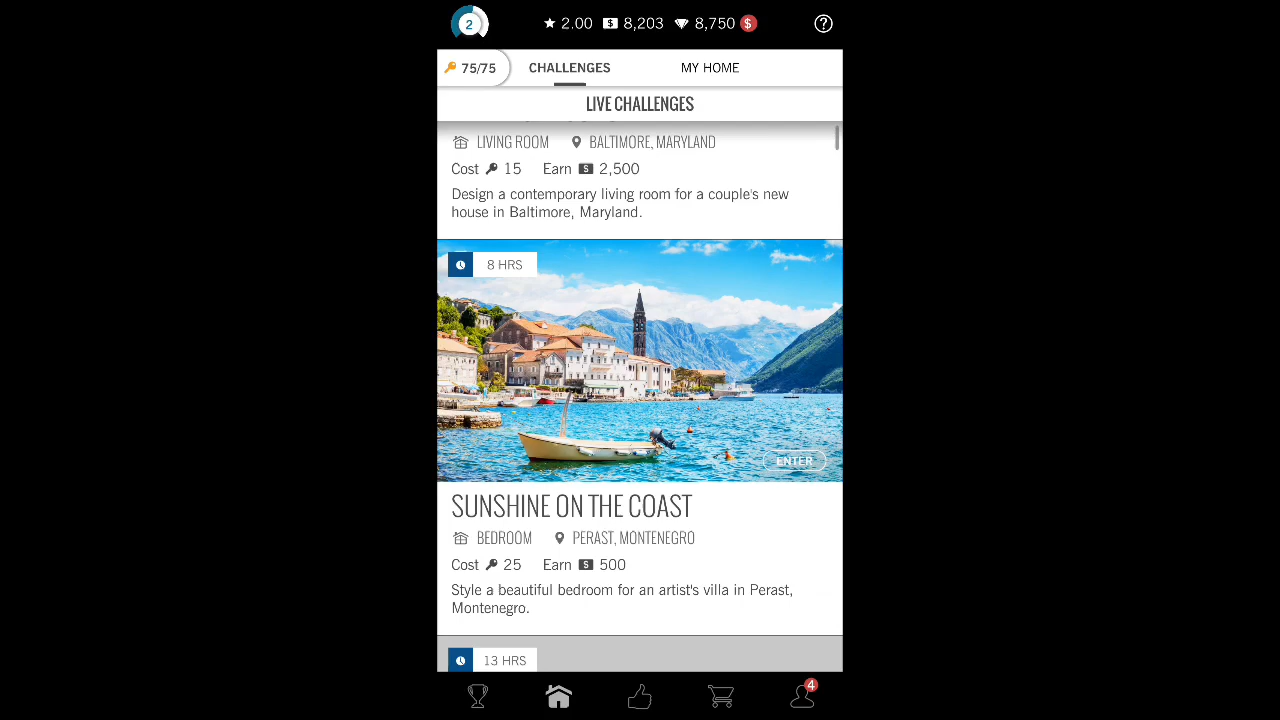 2
2.00 $ 8,203 8,750 $ ?
75/75 CHALLENGES MY HOME
LIVE CHALLENGES
LIVING ROOM BALTIMORE, MARYLAND
Cost 15 Earn $ 2,500
Design a contemporary living room for a couple's new
house in Baltimore, Maryland.
8 HRS
ENTER
SUNSHINE ON THE COAST
BEDROOM PERAST, MONTENEGRO
Cost 25 Earn $ 500
Style a beautiful bedroom for an artist's villa in Perast,
Montenegro.
13 HRS
4